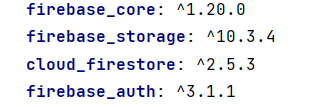 firebase_core: ^1.20.0
firebase_storage: ^10.3.4
cloud_firestore: ^2.5.3
firebase_auth: ^3.1.1